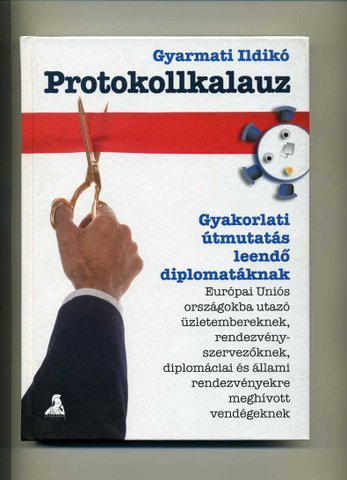 Gyarmati Ildikó
Protokollkalauz
Gyakorlati
útmutatás
leendő
diplomatáknak
Európai Uniós
országokba utazó
üzletembereknek,
rendezvény-
szervezőknek,
diplomáciai és állami
rendezvényekre
meghívott
vendégeknek